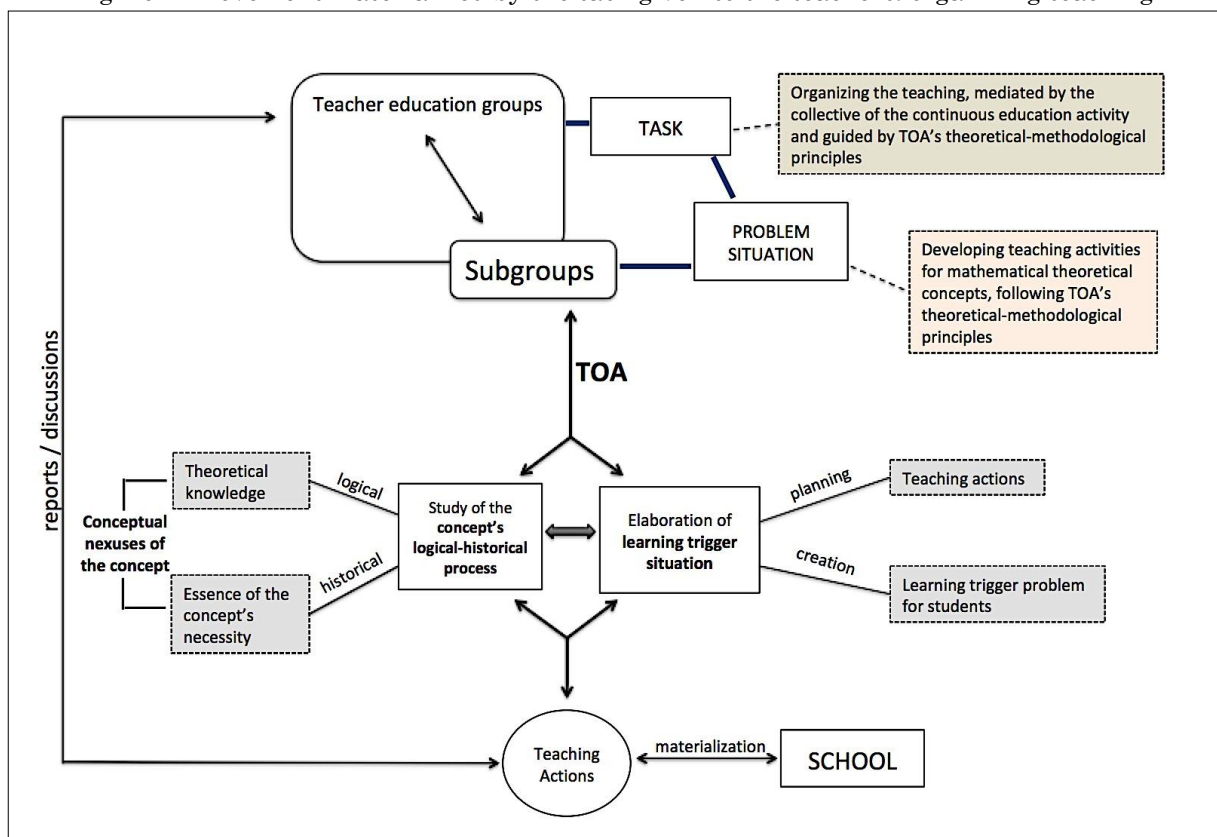 Teacher education groups
TASK
Organizing the teaching, mediated by the
collective of the continuous education activity
and guided by TOA's theoretical-methodological
principles
PROBLEM
SITUATION
Subgroups
Developing teaching activities
for mathematical theoretical
concepts, following TOA's
theoretical-methodological
principles
reports / discussions
TOA
Theoretical
knowledge
logical
Conceptual
nexuses of
the concept
historical
Essence of the
concept's
necessity
Study of the
concept's
logical-historical
process
Elaboration of
learning trigger
situation
planning
Teaching actions
creation
Learning trigger problem
for students
Teaching
Actions
materialization
SCHOOL